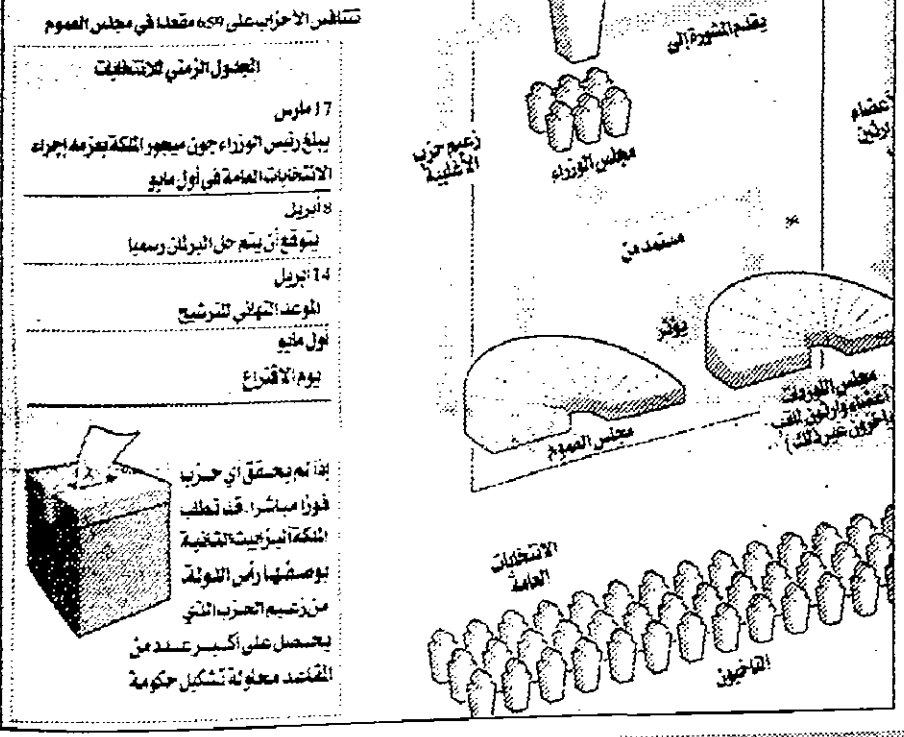 تتنافس الأحزاب على 659 مقعدا في مجلس العموم
الجدول الزمني للانتخابات
17 مارس
يبلغ رئيس الوزراء جون ميجور الملكة بعزمه إجراء
الانتخابات العامة في أول مايو
8 أبريل
يتوقع أن يتم حل البرلمان رسميا
14 أبريل
الموعد النهائي للترشيح
أول مايو
يوم الاقتراع
إذا لم يحقق أي حزب
فوزا مباشرا، قد تطلب
الملكة اليزابيث الثانية
بوصفها رأس الدولة،
من زعيم الحزب الذي
يحصل على أكبر عدد من
المقاعد محاولة تشكيل حكومة
يقدم المشورة إلى
زعيم حزب
الأغلبية
مجلس الوزراء
أعضاء
مستمد من
يؤثر
مجلس العموم
مجلس اللوردات
الانتخابات
العامة
الناخبون